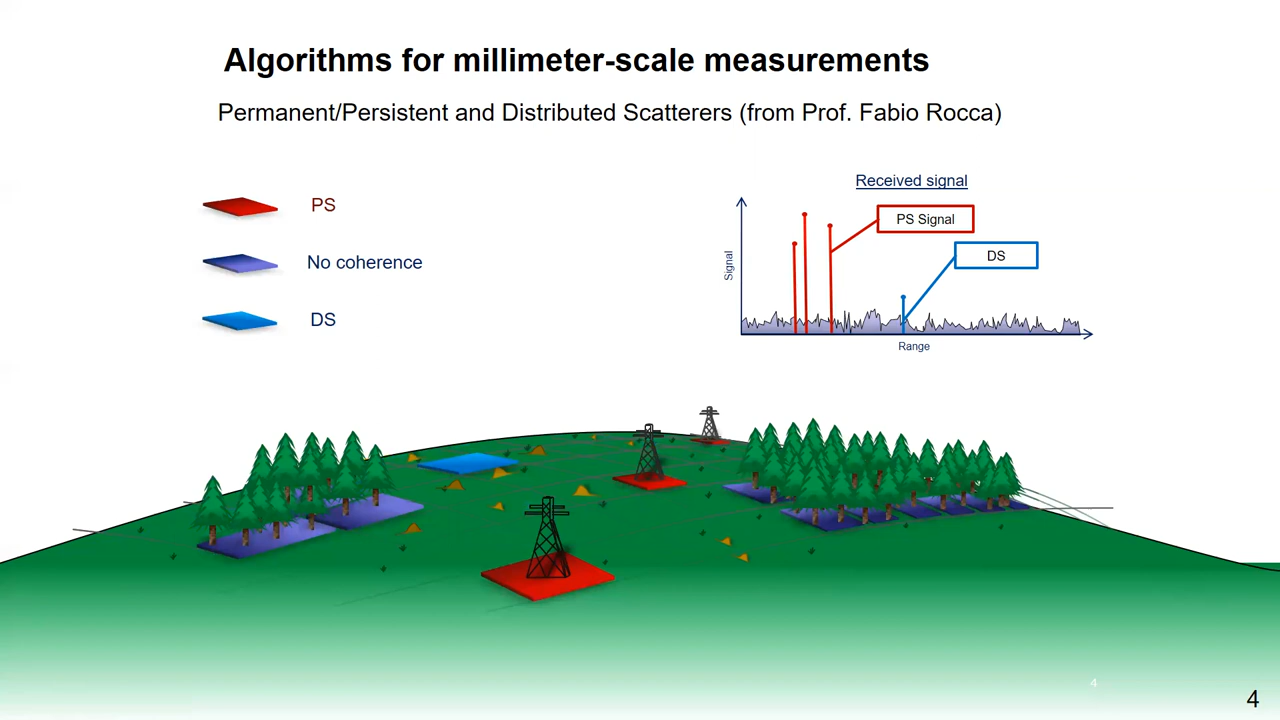 Algorithms for millimeter-scale measurements
Permanent/Persistent and Distributed Scatterers (from Prof. Fabio Rocca)
PS
No coherence
DS
Received signal
PS Signal
DS
Signal
Range
4
4